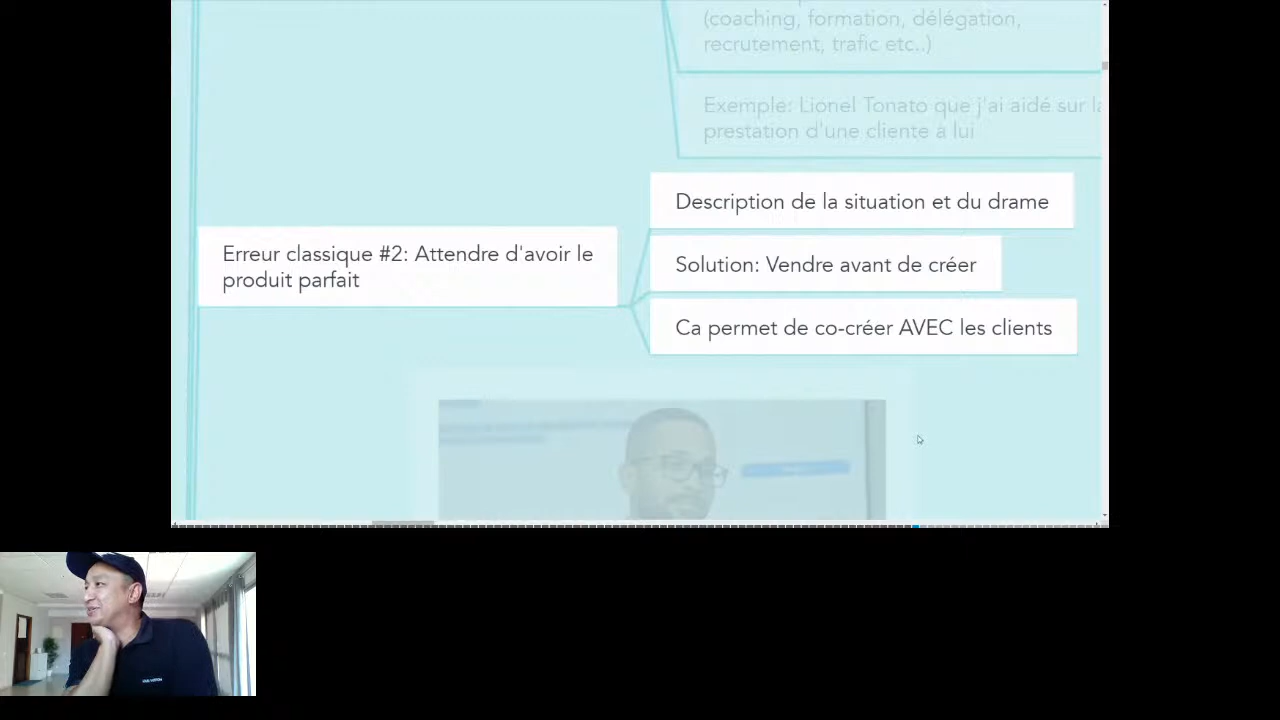 (coaching, formation, délégation,
recrutement, trafic etc..)
Exemple: Lionel Tonato que j'ai aidé sur la
prestation d'une cliente à lui
Description de la situation et du drame
Erreur classique #2: Attendre d'avoir le
produit parfait
Solution: Vendre avant de créer
Ca permet de co-créer AVEC les clients